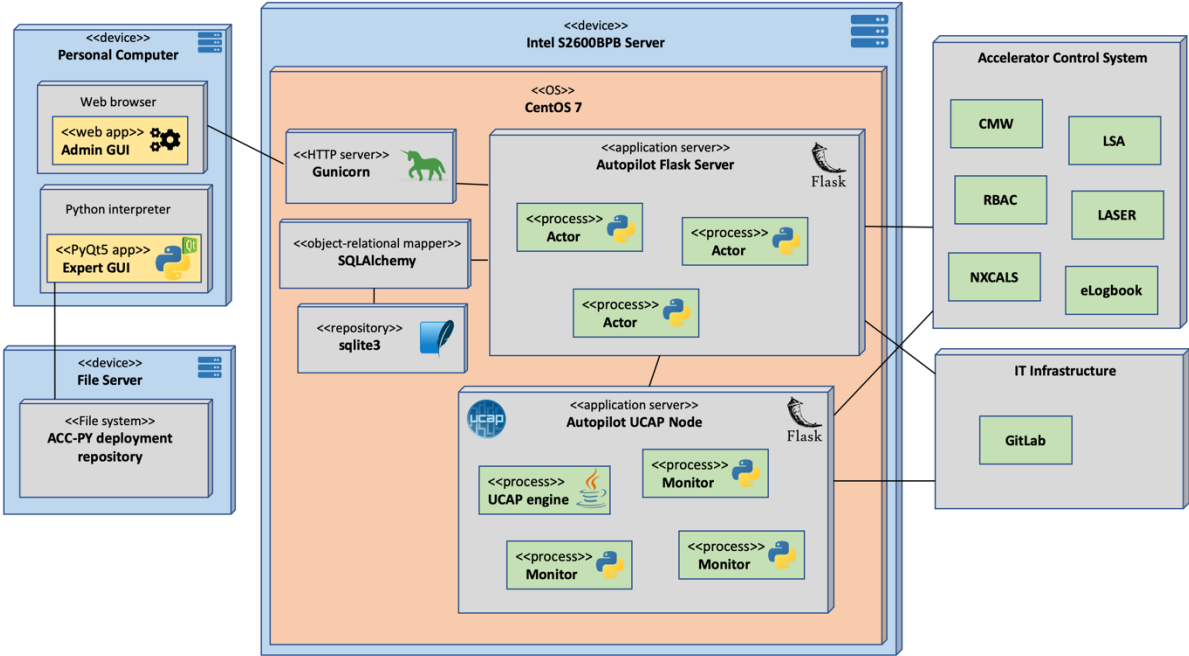 <<device>>
Personal Computer
Web browser
<<web app>>
Admin GUI
Python interpreter
<<PyQt5 app>>
Qt
Expert GUI
<<device>>
File Server
<<File system>>
ACC-PY deployment
repository
<<device>>
Intel S2600BPB Server
<<OS>>
CentOS 7
<<HTTP server>>
Gunicorn
<<object-relational mapper>>
SQLAlchemy
<<repository>>
sqlite3
<<application server>>
Autopilot Flask Server
Flask
<<process>>
Actor
<<process>>
Actor
<<process>>
Actor
ucap
<<application server>>
Autopilot UCAP Node
Flask
<<process>>
UCAP engine
<<process>>
Monitor
<<process>>
Monitor
<<process>>
Monitor
Accelerator Control System
CMW
LSA
RBAC
LASER
NXCALS
eLogbook
IT Infrastructure
GitLab